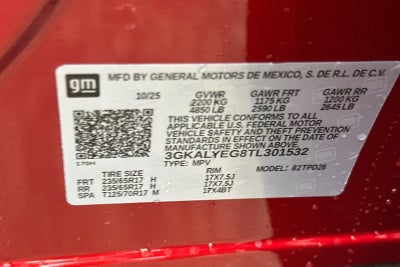 gm
MFD BY GENERAL MOTORS DE MEXICO, S. DE R.L. DE C.V.
10/25 GVWR GAWR FRT GAWR RR
2200 KG 1175 KG 1200 KG
4850 LB 2590 LB 2645 LB
THIS VEHICLE CONFORMS TO ALL
APPLICABLE U.S. FEDERAL MOTOR
VEHICLE SAFETY AND THEFT PREVENTION
STANDARDS IN EFFECT ON THE DATE OF
MANUFACTURE SHOWN ABOVE.
3GKALYEG8TL301532
TYPE: MPV MODEL: 82TPD26
TIRE SIZE RIM
FRT 235/65R17 H 17X7.5J
RR 235/65R17 H 17X7.5J
SPA T125/70R17 M 17X4BT